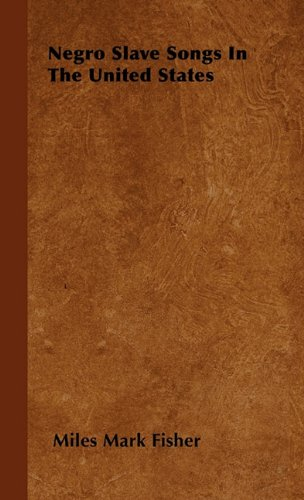 Negro Slave Songs In
The United States
Miles Mark Fisher